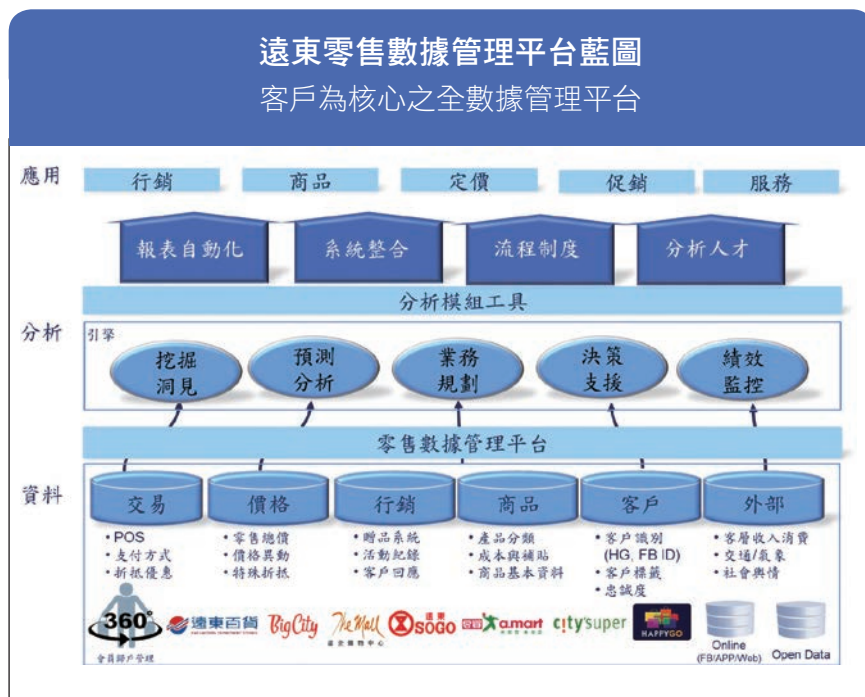 遠東零售數據管理平台藍圖
客戶為核心之全數據管理平台
應用
行銷
商品
定價
促銷
服務
報表自動化
系統整合
流程制度
分析人才
分析模組工具
分析
引擎
挖掘
洞見
預測
分析
業務
規劃
決策
支援
績效
監控
零售數據管理平台
資料
交易
價格
行銷
商品
客戶
外部
• POS
• 支付方式
• 折抵優惠
• 零售總價
• 價格異動
• 特殊折抵
• 贈品系統
• 活動紀錄
• 客戶回應
• 產品分類
• 成本與補貼
• 商品基本資料
• 客戶識別
(HG, FB ID)
• 客戶標籤
• 忠誠度
• 客層收入消費
• 交通/氣象
• 社會輿情
360°
會員歸戶管理
遠東百貨
BigCity
The Mall
遠東
SOGO
a.mart
city'super
HAPPYGO
Online
(FB/APP/Web)
Open Data